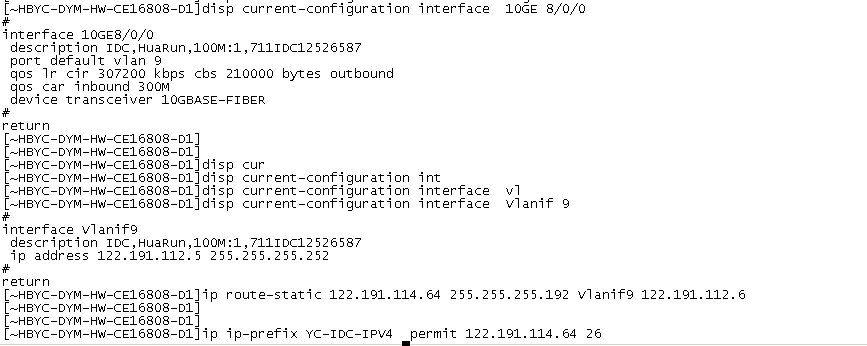 [~HBYC-DYM-HW-CE16808-D1]disp current-configuration interface  10GE 8/0/0
#
interface 10GE8/0/0
 description IDC,HuaRun,100M:1,711IDC12526587
 port default vlan 9
 qos lr cir 307200 kbps cbs 210000 bytes outbound
 qos car inbound 300M
 device transceiver 10GBASE-FIBER
#
return
[~HBYC-DYM-HW-CE16808-D1]
[~HBYC-DYM-HW-CE16808-D1]
[~HBYC-DYM-HW-CE16808-D1]disp cur
[~HBYC-DYM-HW-CE16808-D1]disp current-configuration int
[~HBYC-DYM-HW-CE16808-D1]disp current-configuration interface  vl
[~HBYC-DYM-HW-CE16808-D1]disp current-configuration interface  Vlanif 9
#
interface Vlanif9
 description IDC,HuaRun,100M:1,711IDC12526587
 ip address 122.191.112.5 255.255.255.252
#
return
[~HBYC-DYM-HW-CE16808-D1]ip route-static 122.191.114.64 255.255.255.192 Vlanif9 122.191.112.6
[~HBYC-DYM-HW-CE16808-D1]
[~HBYC-DYM-HW-CE16808-D1]
[~HBYC-DYM-HW-CE16808-D1]ip ip-prefix YC-IDC-IPV4  permit 122.191.114.64 26